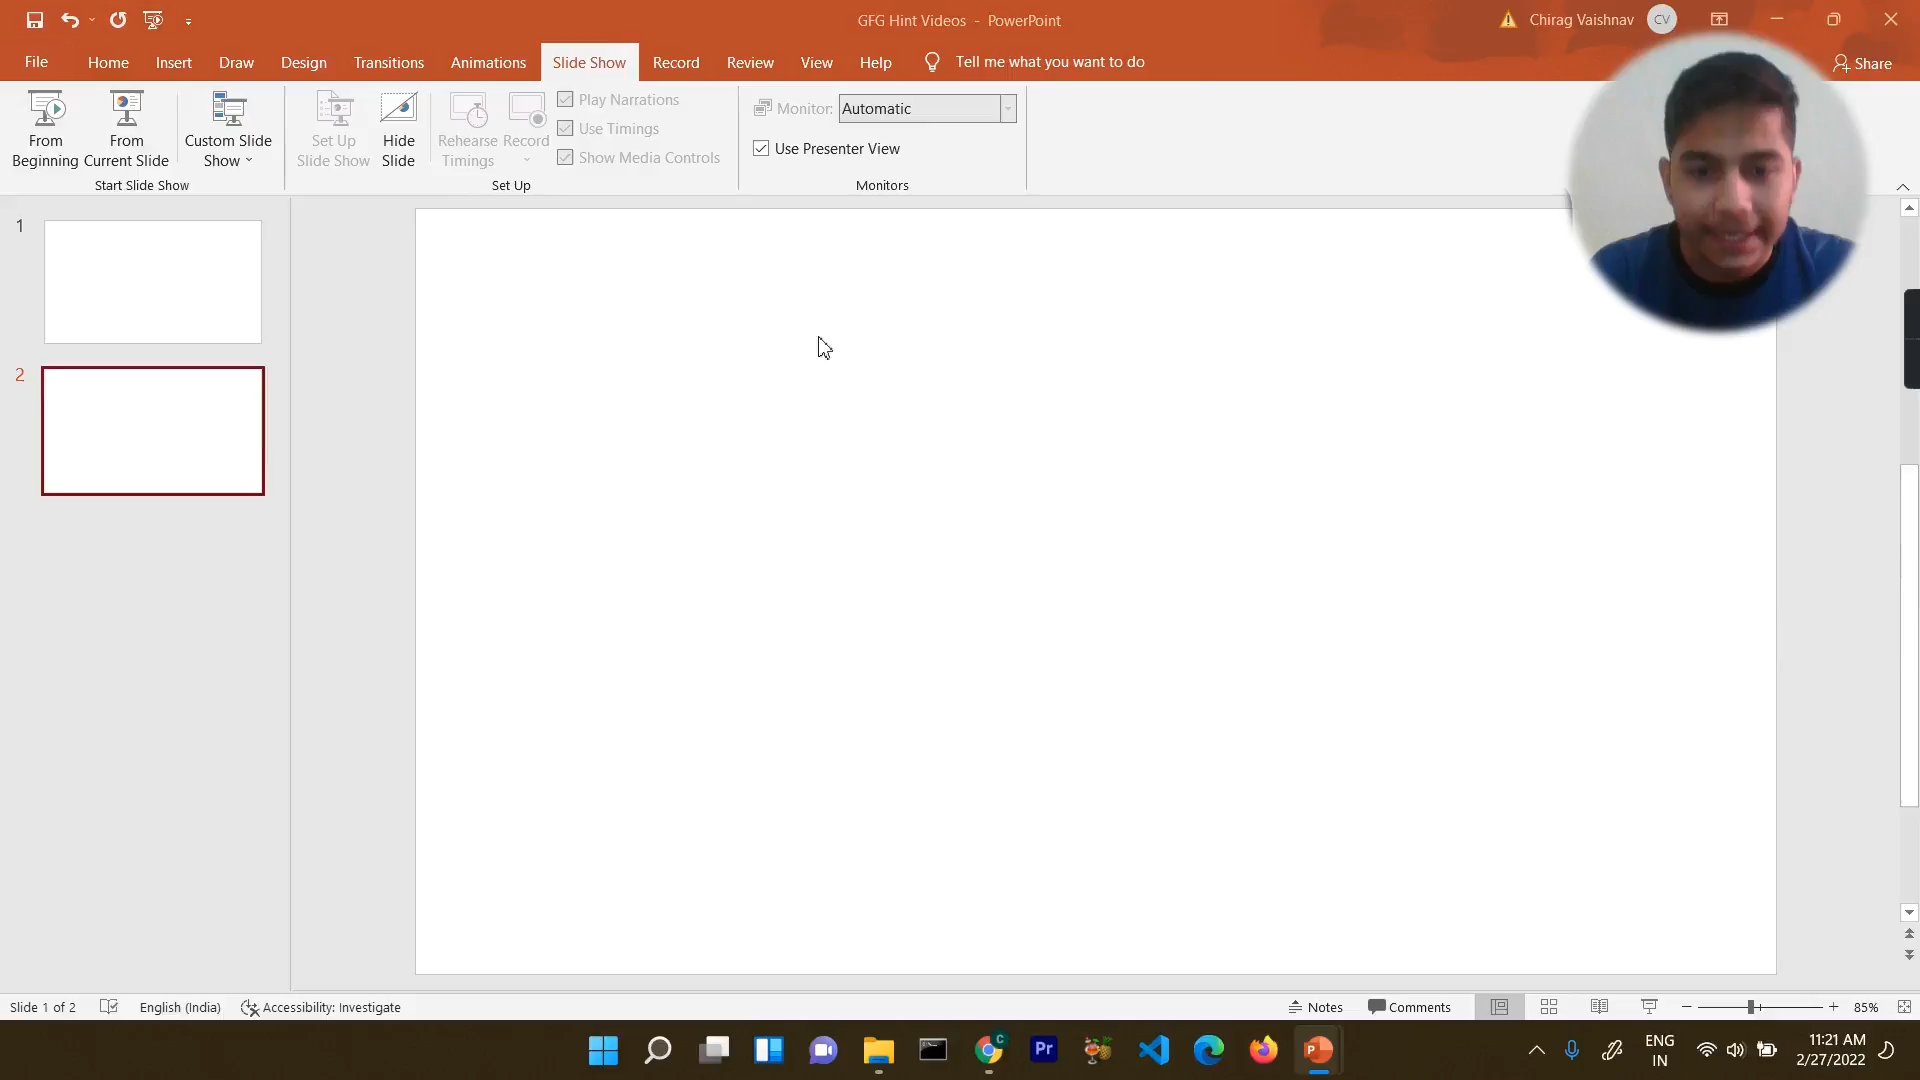 GFG Hint Videos - PowerPoint
Chirag Vaishnav
CV
File
Home
Insert
Draw
Design
Transitions
Animations
Slide Show
Record
Review
View
Help
Tell me what you want to do
Share
From
Beginning
From
Current Slide
Custom Slide
Show
Start Slide Show
Set Up
Slide Show
Hide
Slide
Rehearse
Timings
Record
Play Narrations
Use Timings
Show Media Controls
Set Up
Monitor:
Automatic
Use Presenter View
Monitors
1
2
Slide 1 of 2
English (India)
Accessibility: Investigate
Notes
Comments
85%
C
Pr
P
ENG
IN
11:21 AM
2/27/2022